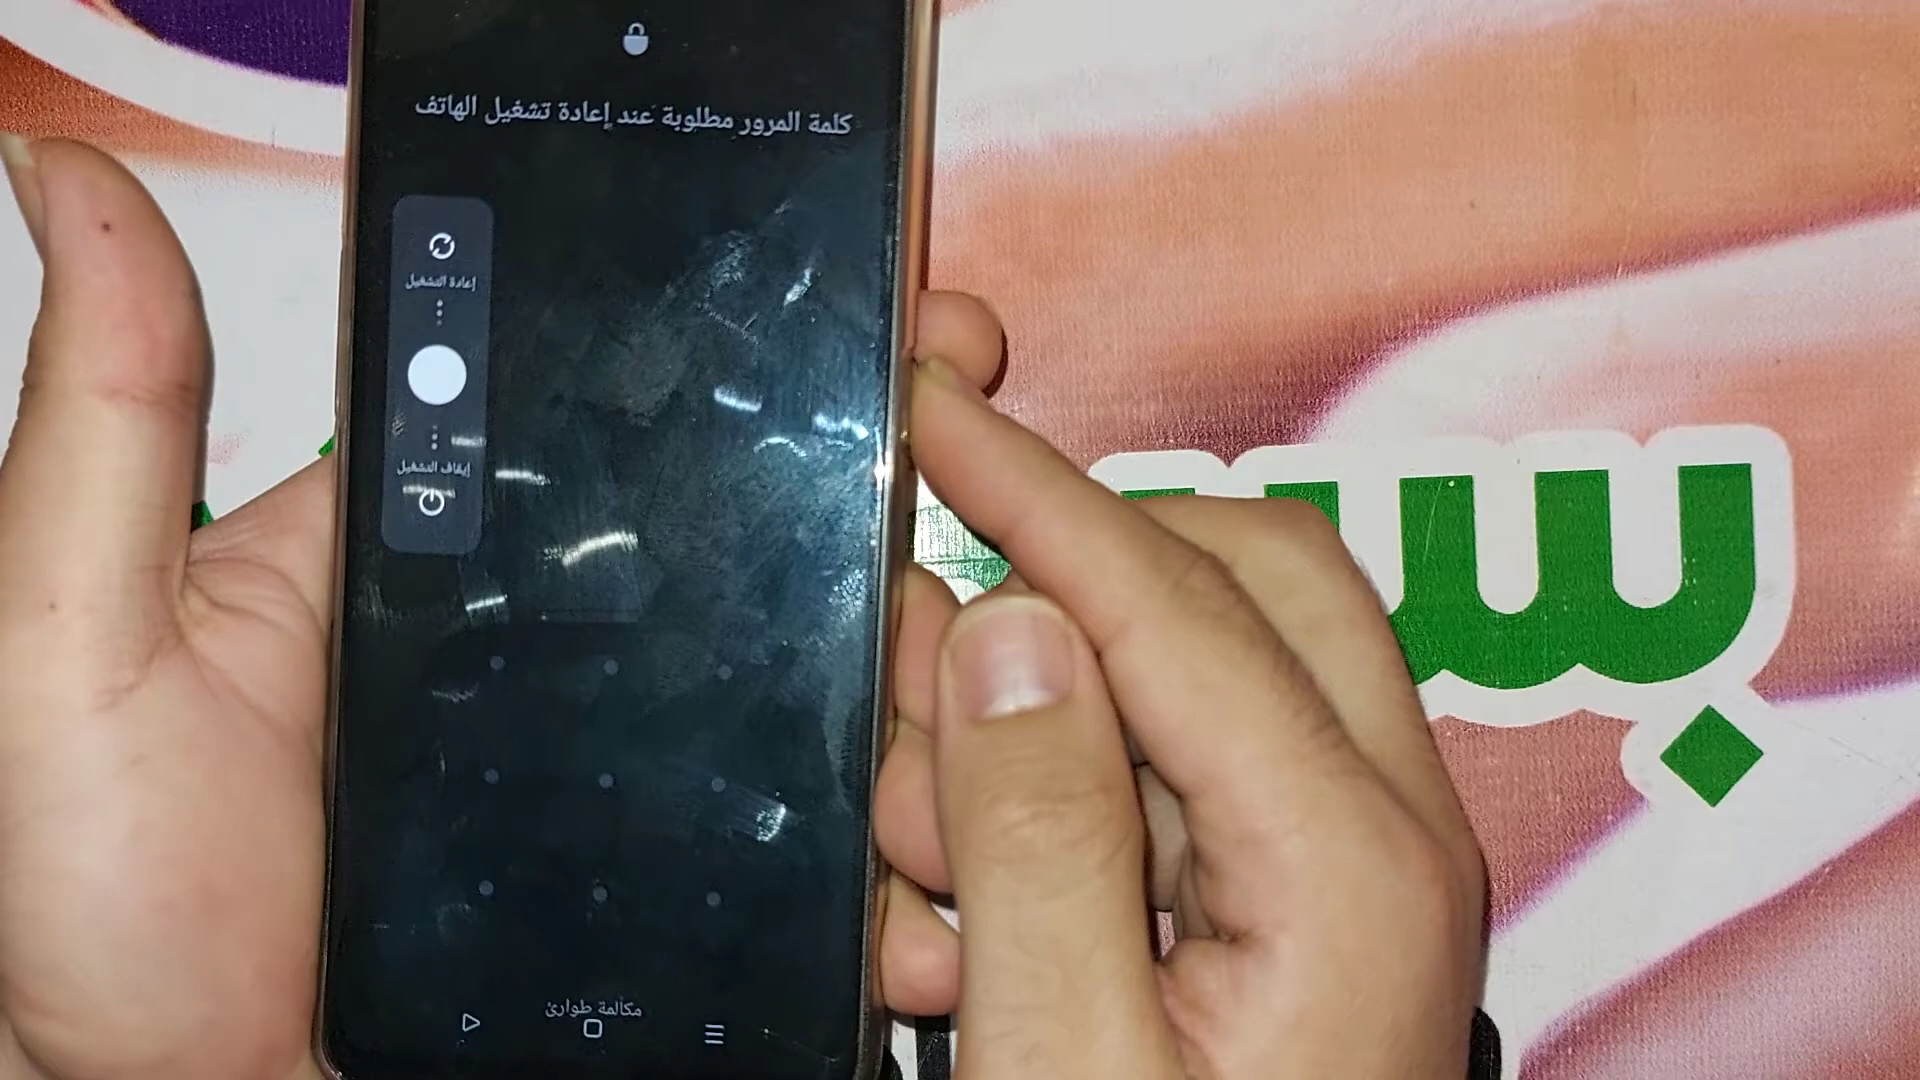 كلمة المرور مطلوبة عند إعادة تشغيل الهاتف
إعادة التشغيل
إيقاف التشغيل
مكالمة طوارئ